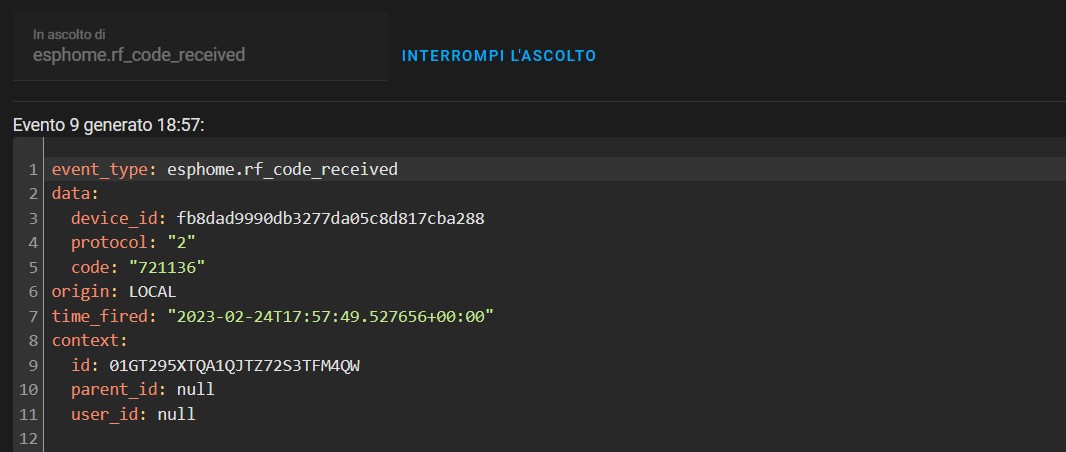 In ascolto di
esphome.rf_code_received
INTERROMPI L'ASCOLTO
Evento 9 generato 18:57:
1 event_type: esphome.rf_code_received
2 data:
3 device_id: fb8dad9990db3277da05c8d817cba288
4 protocol: "2"
5 code: "721136"
6 origin: LOCAL
7 time_fired: "2023-02-24T17:57:49.527656+00:00"
8 context:
9 id: 01GT295XTQA1QJTZ72S3TFM4QW
10 parent_id: null
11 user_id: null
12